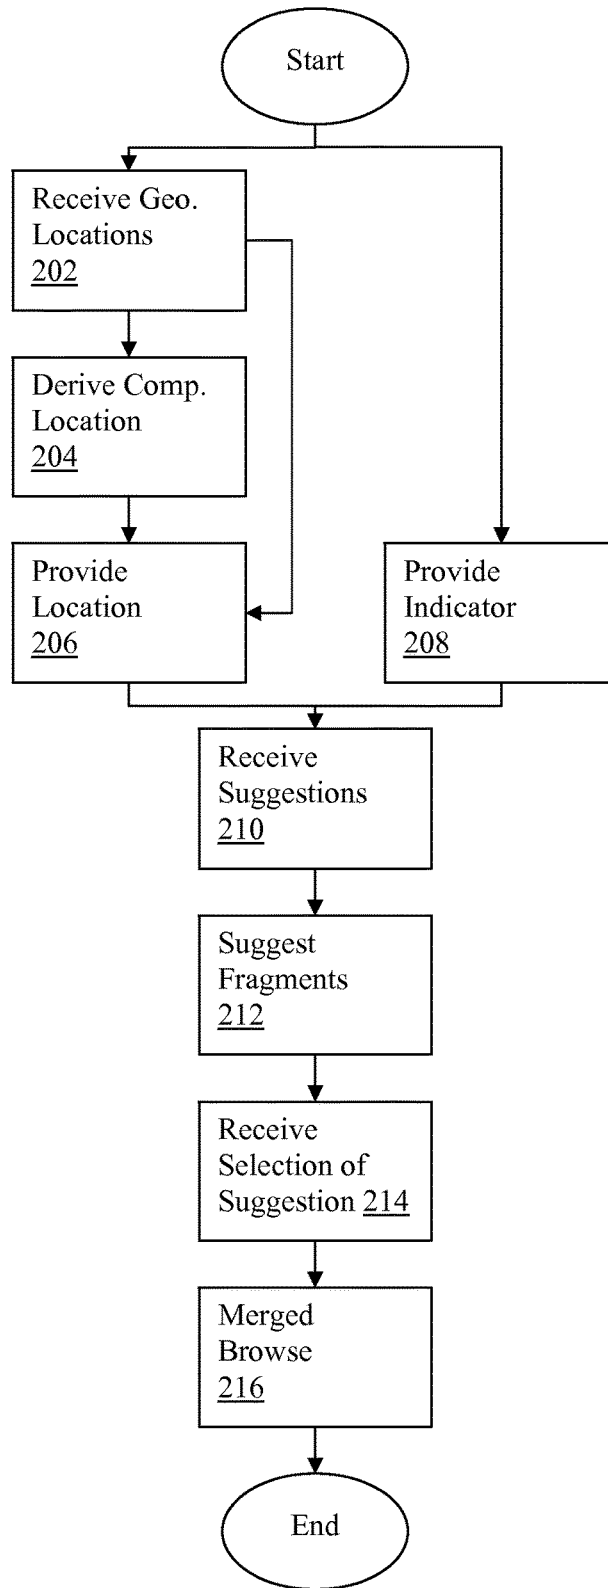 Start
Receive Geo.
Locations
202
Derive Comp.
Location
204
Provide
Location
206
Provide
Indicator
208
Receive
Suggestions
210
Suggest
Fragments
212
Receive
Selection of
Suggestion 214
Merged
Browse
216
End